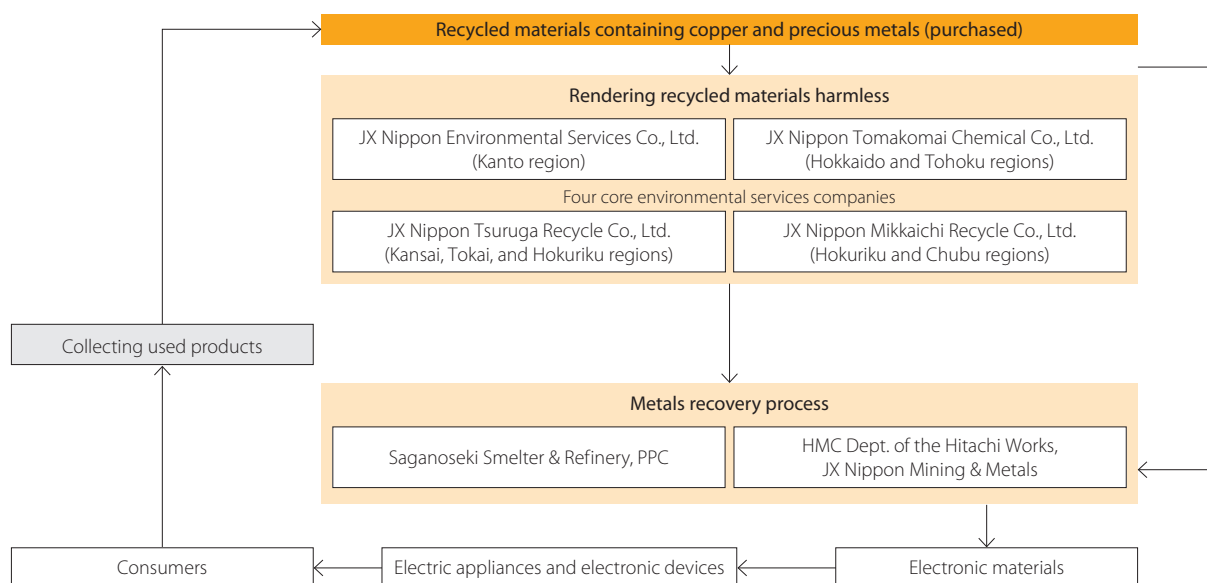 Recycled materials containing copper and precious metals (purchased)
Rendering recycled materials harmless
JX Nippon Environmental Services Co., Ltd.
(Kanto region)
JX Nippon Tomakomai Chemical Co., Ltd.
(Hokkaido and Tohoku regions)
Four core environmental services companies
JX Nippon Tsuruga Recycle Co., Ltd.
(Kansai, Tokai, and Hokuriku regions)
JX Nippon Mikkaichi Recycle Co., Ltd.
(Hokuriku and Chubu regions)
Collecting used products
Metals recovery process
Saganoseki Smelter & Refinery, PPC
HMC Dept. of the Hitachi Works,
JX Nippon Mining & Metals
Consumers
Electric appliances and electronic devices
Electronic materials